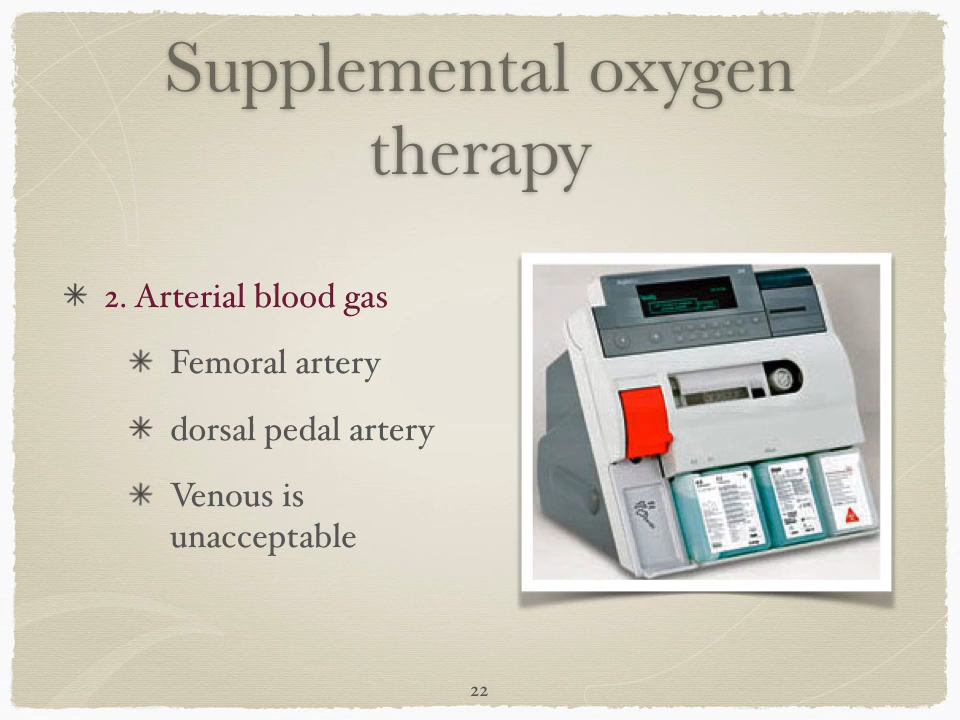 Supplemental oxygen
therapy
2. Arterial blood gas
Femoral artery
dorsal pedal artery
Venous is
unacceptable
22